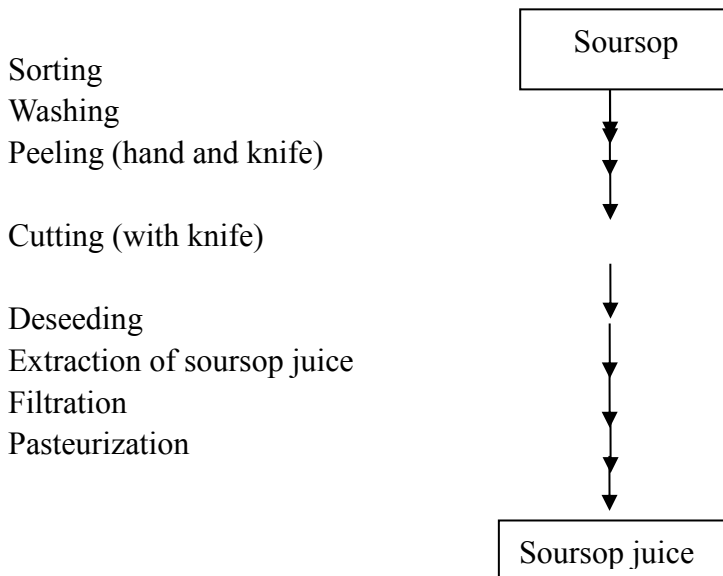 Soursop
Sorting
Washing
Peeling (hand and knife)
Cutting (with knife)
Deseeding
Extraction of soursop juice
Filtration
Pasteurization
Soursop juice